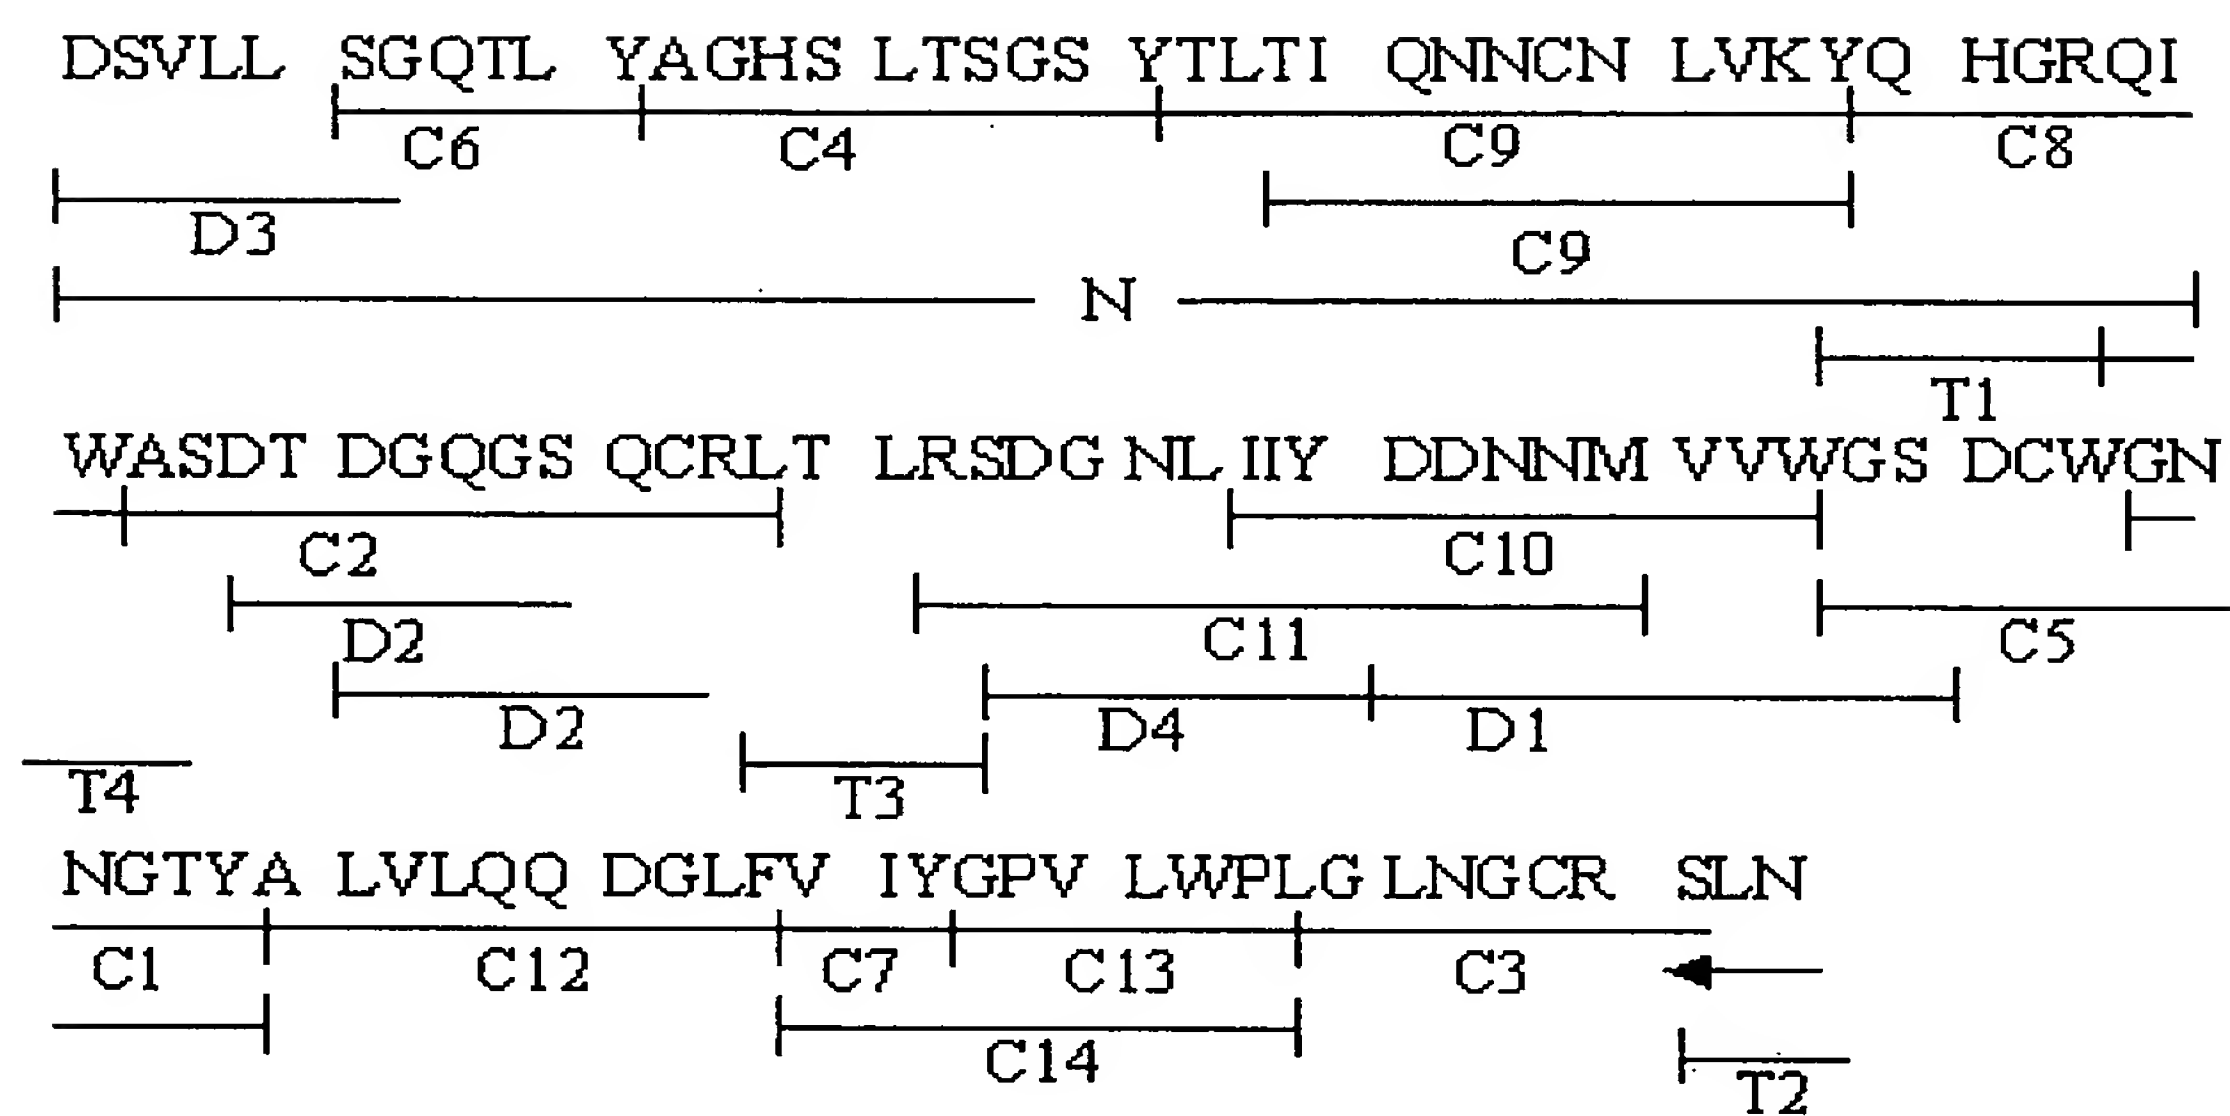 DSVLL SGQTL YAGHS LTSGS YTLTI QNNCN LVKYQ HGRQI
C6 C4 C9 C8
D3 C9
N
T1
WASDT DGQGS QCRLT LRSDG NLIIY DDNNM VVWGS DCWGN
C2 C10
D2 C11 C5
D2 D4 D1
T4 T3
NGTYA LVLQQ DGLFV IYGPV LWPLG LNGCR SLN
C1 C12 C7 C13 C3
C14 T2